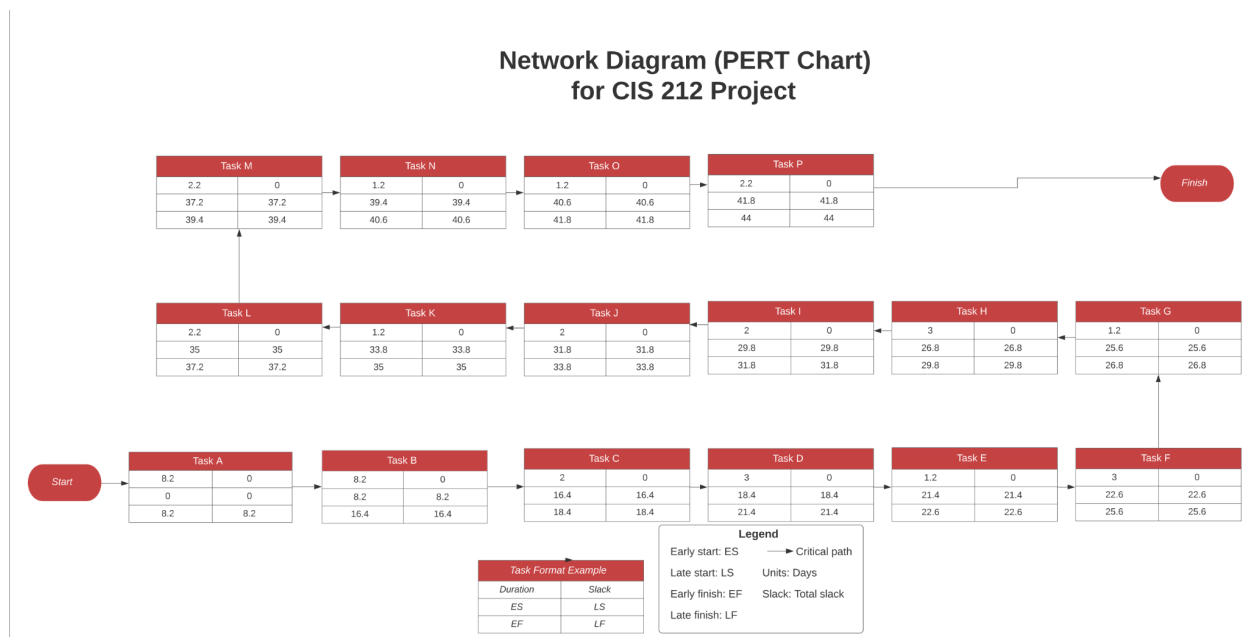 Network Diagram (PERT Chart)
for CIS 212 Project
Task M
2.2 0
37.2 37.2
39.4 39.4
Task N
1.2 0
39.4 39.4
40.6 40.6
Task O
1.2 0
40.6 40.6
41.8 41.8
Task P
2.2 0
41.8 41.8
44 44
Finish
Task L
2.2 0
35 35
37.2 37.2
Task K
1.2 0
33.8 33.8
35 35
Task J
2 0
31.8 31.8
33.8 33.8
Task I
2 0
29.8 29.8
31.8 31.8
Task H
3 0
26.8 26.8
29.8 29.8
Task G
1.2 0
25.6 25.6
26.8 26.8
Start
Task A
8.2 0
0 0
8.2 8.2
Task B
8.2 0
8.2 8.2
16.4 16.4
Task C
2 0
16.4 16.4
18.4 18.4
Task D
3 0
18.4 18.4
21.4 21.4
Task E
1.2 0
21.4 21.4
22.6 22.6
Task F
3 0
22.6 22.6
25.6 25.6
Task Format Example
Duration Slack
ES LS
EF LF
Legend
Early start: ES Critical path
Late start: LS Units: Days
Early finish: EF Slack: Total slack
Late finish: LF